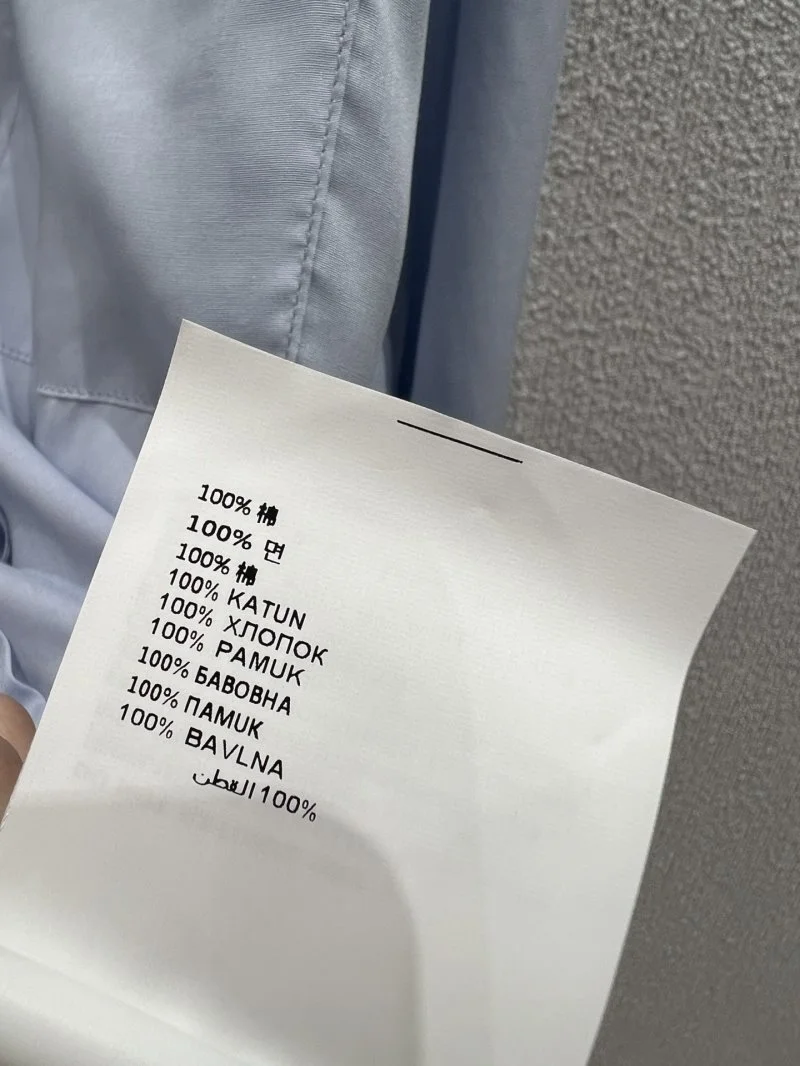 100% 棉
100% 면
100% 棉
100% KATUN
100% ХЛОПОК
100% PAMUK
100% БАВОВНА
100% ПАМUК
100% BAVLNA
100% القطن